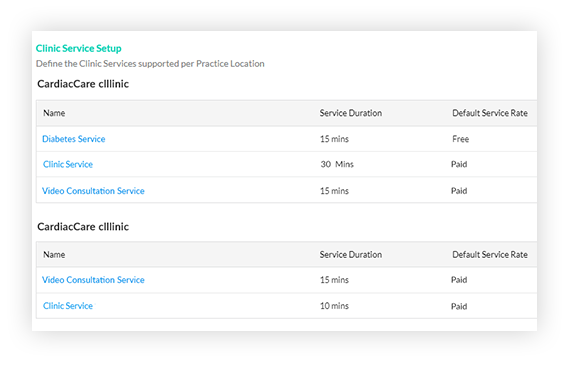 Clinic Service Setup
Define the Clinic Services supported per Practice Location
CardiacCare clllinic
Name Service Duration Default Service Rate
Diabetes Service 15 mins Free
Clinic Service 30 Mins Paid
Video Consultation Service 15 mins Paid
CardiacCare clllinic
Name Service Duration Default Service Rate
Video Consultation Service 15 mins Paid
Clinic Service 10 mins Paid